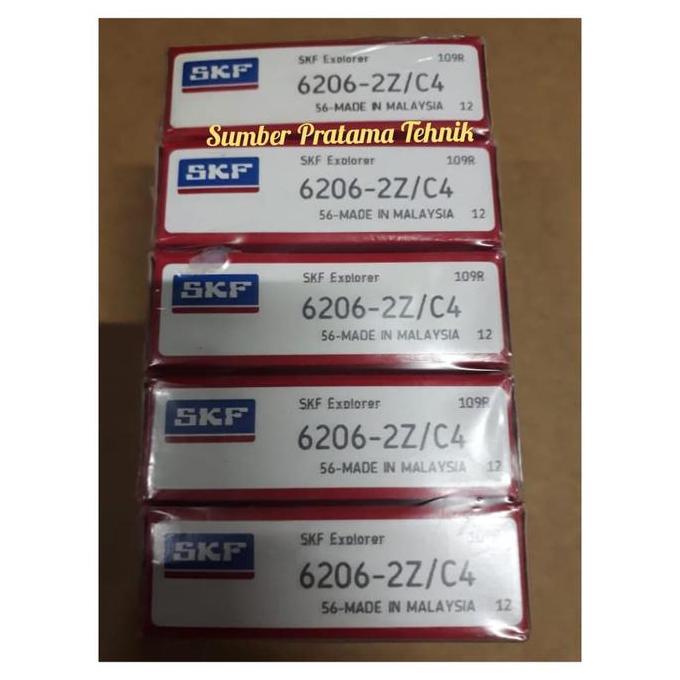 SKF
SKF Explorer 109R
6206-2Z/C4
56-MADE IN MALAYSIA 12
Sumber Pratama Tehnik
SKF
SKF Explorer 109R
6206-2Z/C4
56-MADE IN MALAYSIA 12
SKF
SKF Explorer 109R
6206-2Z/C4
56-MADE IN MALAYSIA 12
SKF
SKF Explorer 109R
6206-2Z/C4
56-MADE IN MALAYSIA 12
SKF
SKF Explorer
6206-2Z/C4
56-MADE IN MALAYSIA 12